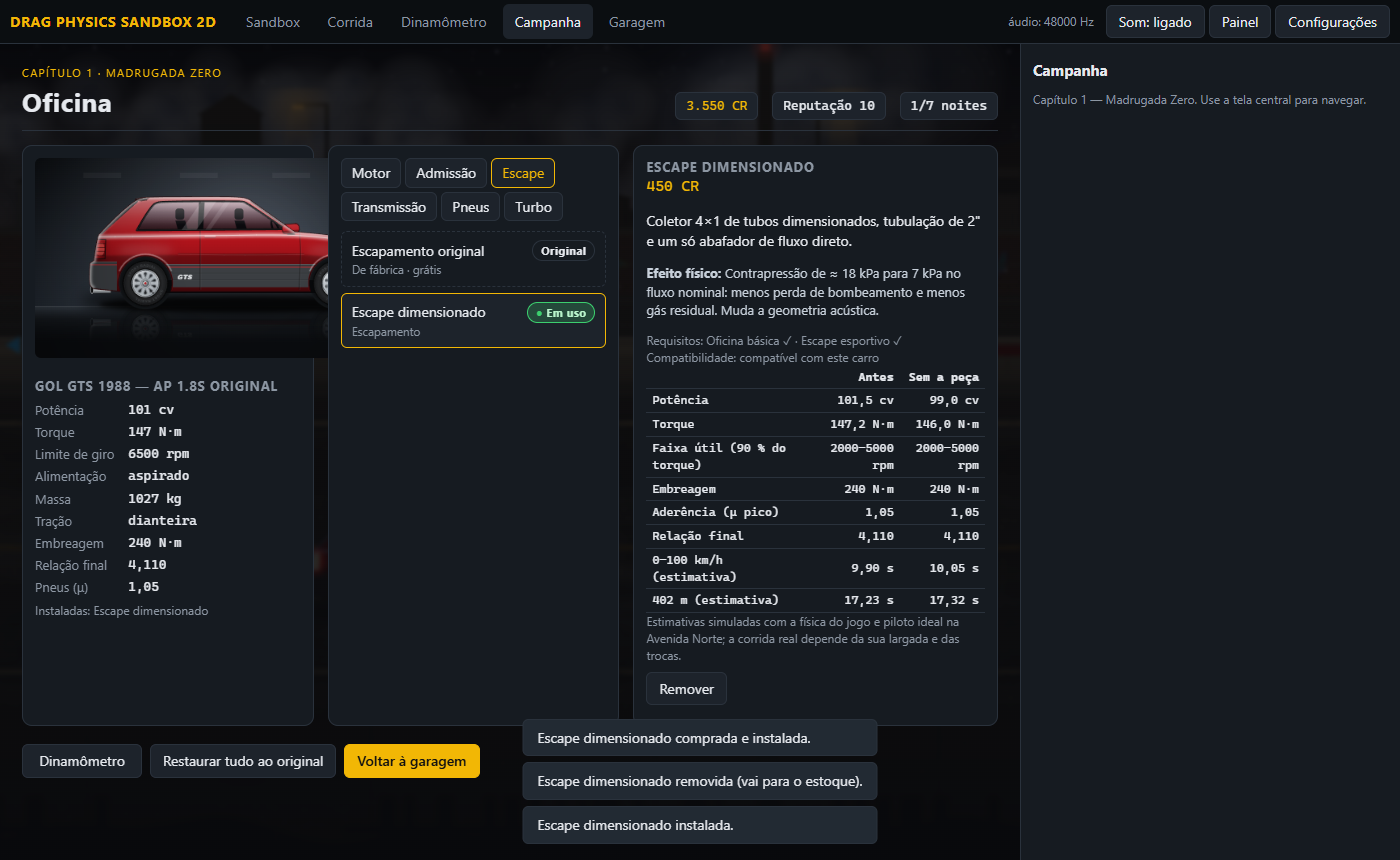 DRAG PHYSICS SANDBOX 2D
Sandbox
Corrida
Dinamômetro
Campanha
Garagem
áudio: 48000 Hz
Som: ligado
Painel
Configurações
CAPÍTULO 1 · MADRUGADA ZERO
Oficina
3.550 CR
Reputação 10
1/7 noites
GTS
GOL GTS 1988 — AP 1.8S ORIGINAL
Potência 101 cv
Torque 147 N·m
Limite de giro 6500 rpm
Alimentação aspirado
Massa 1027 kg
Tração dianteira
Embreagem 240 N·m
Relação final 4,110
Pneus (μ) 1,05
Instaladas: Escape dimensionado
Motor
Admissão
Escape
Transmissão
Pneus
Turbo
Escapamento original
Original
De fábrica · grátis
Escape dimensionado
● Em uso
Escapamento
ESCAPE DIMENSIONADO
450 CR
Coletor 4×1 de tubos dimensionados, tubulação de 2"
e um só abafador de fluxo direto.
Efeito físico: Contrapressão de ≈ 18 kPa para 7 kPa no
fluxo nominal: menos perda de bombeamento e menos
gás residual. Muda a geometria acústica.
Requisitos: Oficina básica ✓ · Escape esportivo ✓
Compatibilidade: compatível com este carro
Antes Sem a peça
Potência 101,5 cv 99,0 cv
Torque 147,2 N·m 146,0 N·m
Faixa útil (90 % do 2000–5000 2000–5000
torque) rpm rpm
Embreagem 240 N·m 240 N·m
Aderência (μ pico) 1,05 1,05
Relação final 4,110 4,110
0–100 km/h
(estimativa) 9,90 s 10,05 s
402 m (estimativa) 17,23 s 17,32 s
Estimativas simuladas com a física do jogo e piloto ideal na
Avenida Norte; a corrida real depende da sua largada e das
trocas.
Remover
Dinamômetro
Restaurar tudo ao original
Voltar à garagem
Escape dimensionado comprada e instalada.
Escape dimensionado removida (vai para o estoque).
Escape dimensionado instalada.
Campanha
Capítulo 1 — Madrugada Zero. Use a tela central para navegar.